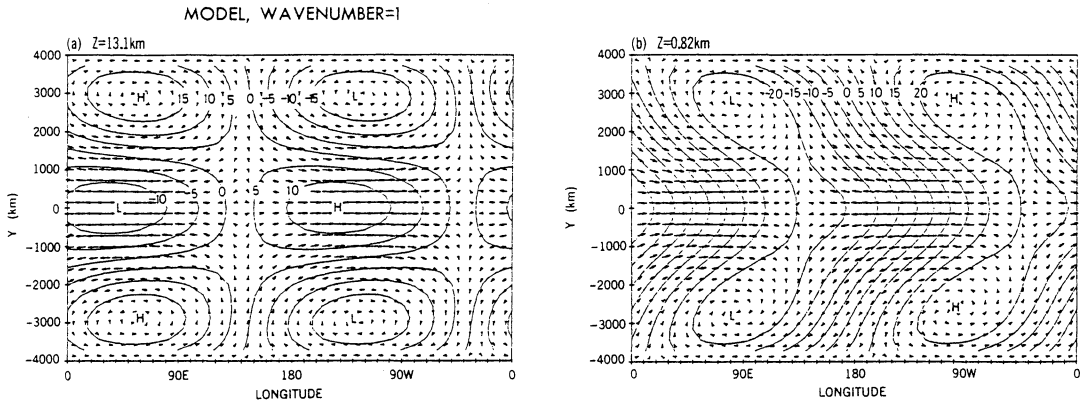 MODEL, WAVENUMBER=1
(a) Z=13.1km
4000
3000
2000
1000
0
-1000
-2000
-3000
-4000
Y (km)
H 15 10 5 0 -5 -10 -15 L
-10 -5 0 5 10
L H
H L
0 90E 180 90W 0
LONGITUDE
(b) Z=0.82km
4000
3000
2000
1000
0
-1000
-2000
-3000
-4000
Y (km)
L -20 -15 -10 -5 0 5 10 15 20 H
L H
0 90E 180 90W 0
LONGITUDE